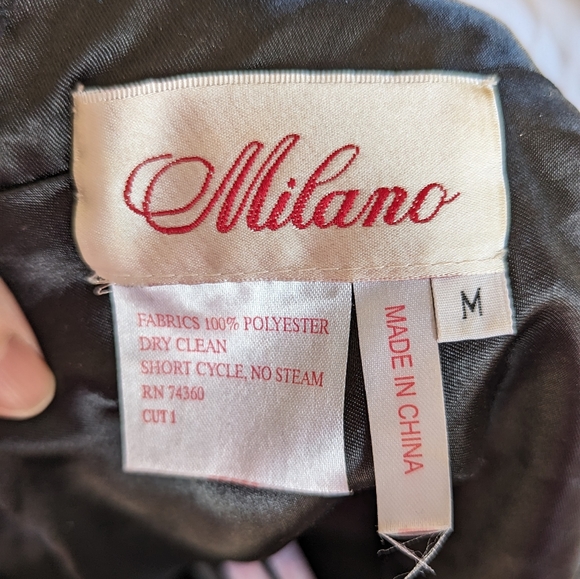 Milano
M
FABRICS 100% POLYESTER
DRY CLEAN
SHORT CYCLE, NO STEAM
RN 74360
CUT 1
MADE IN CHINA